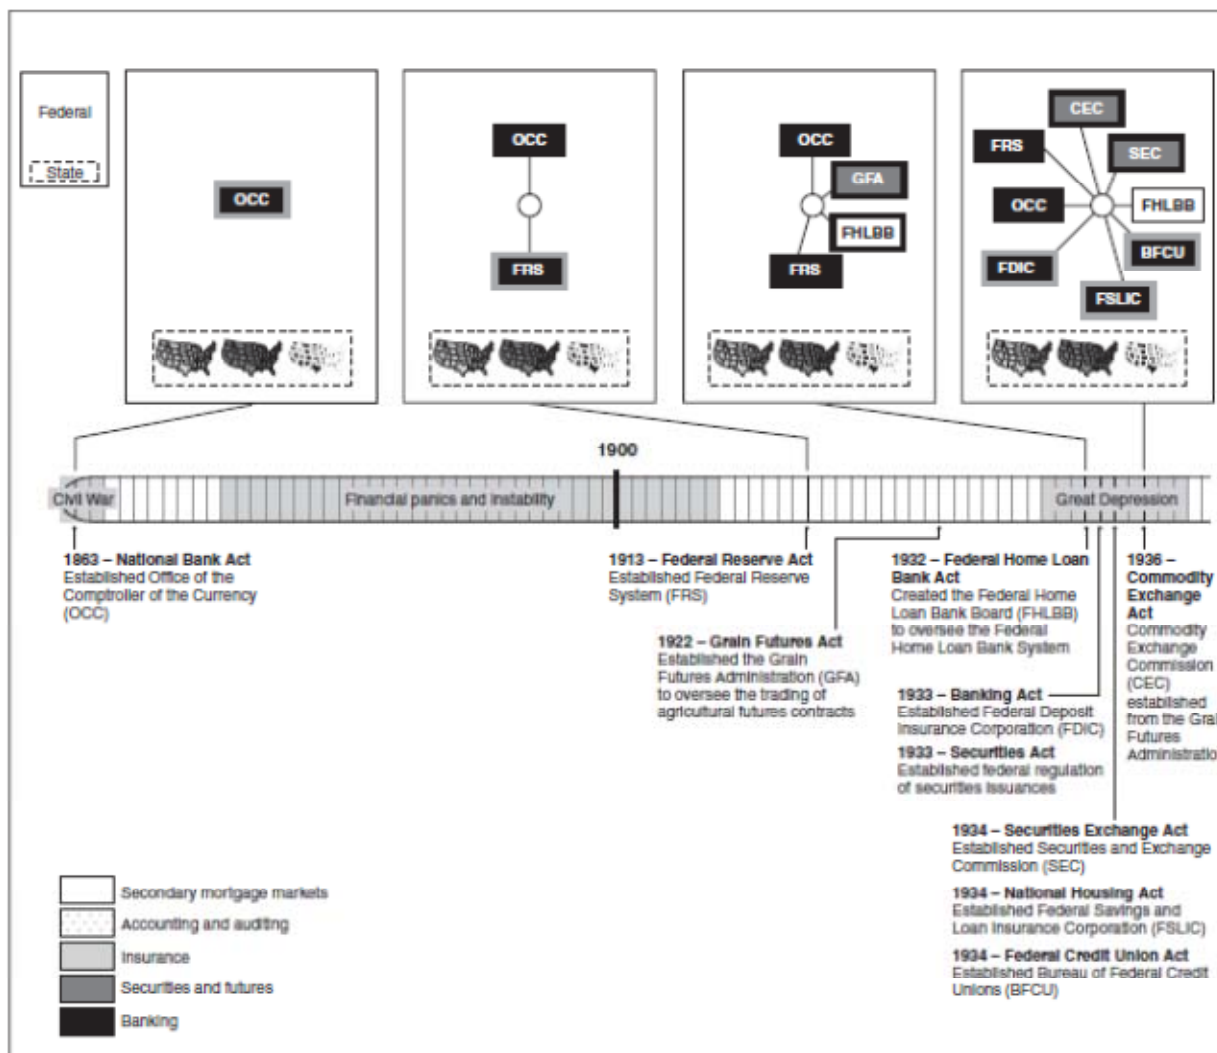 Federal
State
OCC
OCC
FRS
OCC
GFA
FHLBB
FRS
CEC
FRS
SEC
OCC
FHLBB
FDIC
BFCU
FSLIC
1900
Civil War
Financial panics and instability
Great Depression
1863 – National Bank Act
Established Office of the
Comptroller of the Currency
(OCC)
1913 – Federal Reserve Act
Established Federal Reserve
System (FRS)
1922 – Grain Futures Act
Established the Grain
Futures Administration (GFA)
to oversee the trading of
agricultural futures contracts
1932 – Federal Home Loan
Bank Act
Created the Federal Home
Loan Bank Board (FHLBB)
to oversee the Federal
Home Loan Bank System
1933 – Banking Act
Established Federal Deposit
Insurance Corporation (FDIC)
1933 – Securities Act
Established federal regulation
of securities issuances
1934 – Securities Exchange Act
Established Securities and Exchange
Commission (SEC)
1934 – National Housing Act
Established Federal Savings and
Loan Insurance Corporation (FSLIC)
1934 – Federal Credit Union Act
Established Bureau of Federal Credit
Unions (BFCU)
1936 –
Commodity
Exchange
Act
Commodity
Exchange
Commission
(CEC)
established
from the Grai
Futures
Administratio
Secondary mortgage markets
Accounting and auditing
Insurance
Securities and futures
Banking